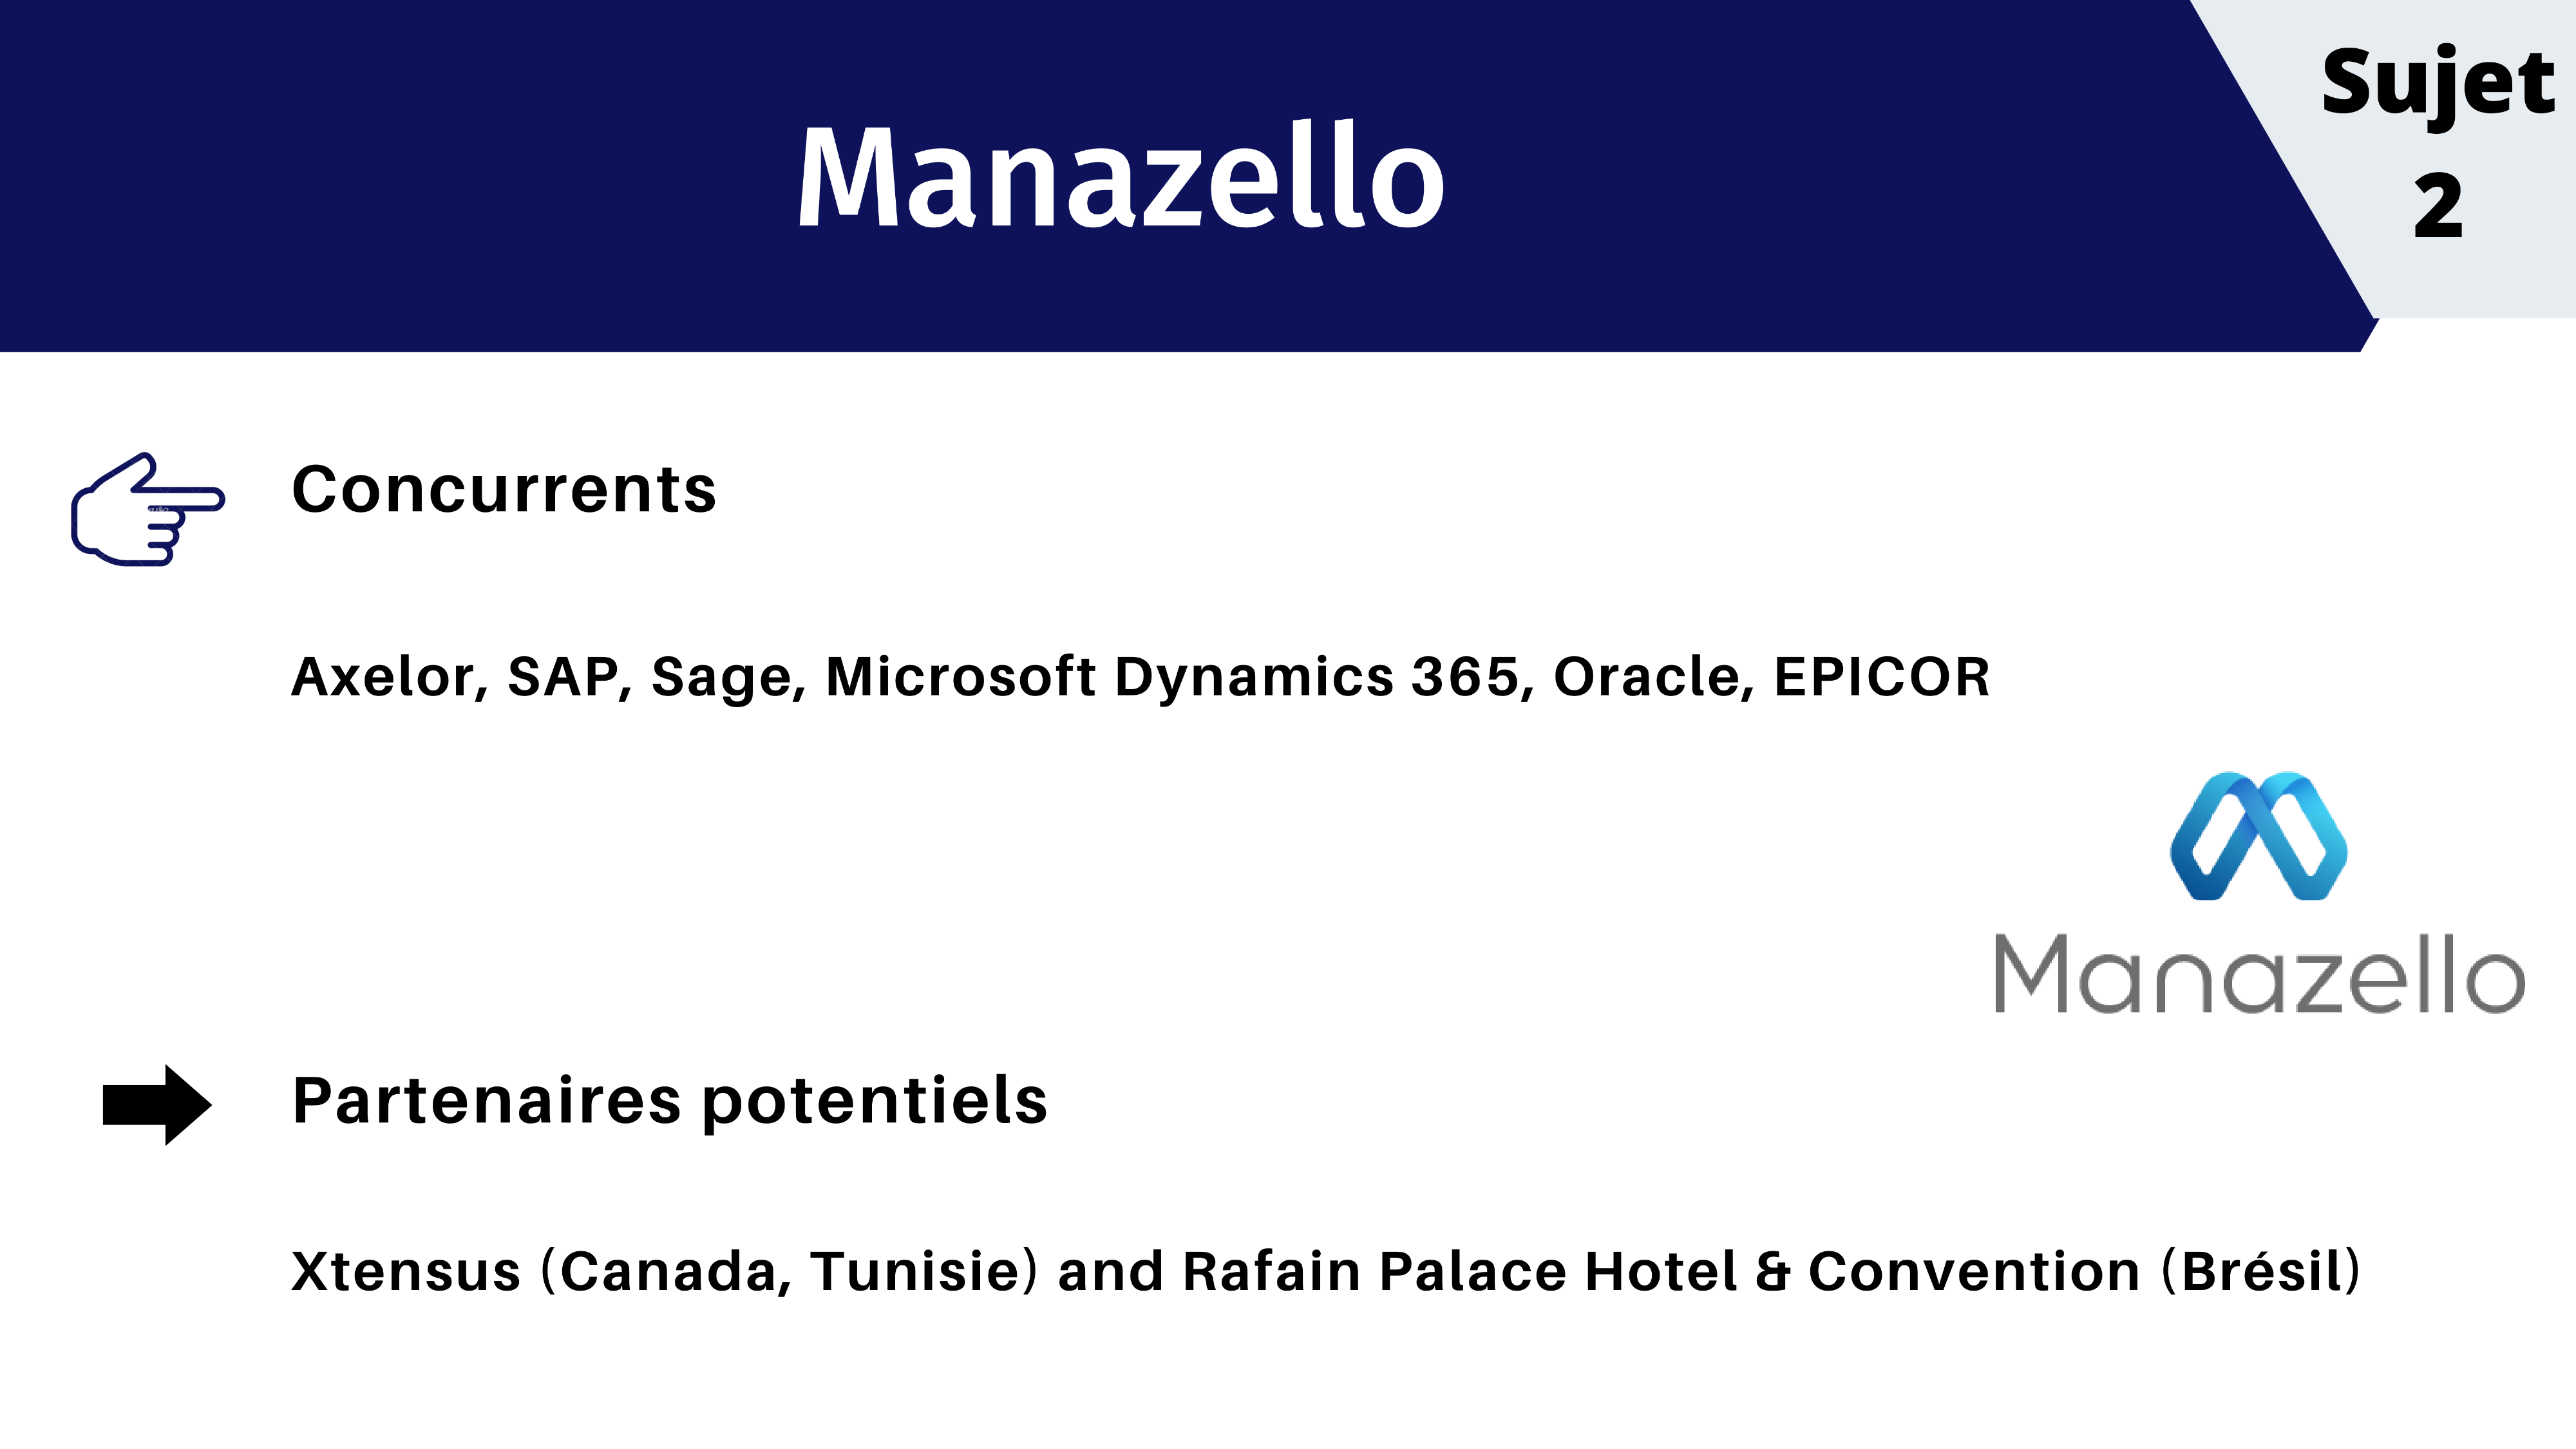 Manazello
Sujet
2
Concurrents
Axelor, SAP, Sage, Microsoft Dynamics 365, Oracle, EPICOR
Manazello
Partenaires potentiels
Xtensus (Canada, Tunisie) and Rafain Palace Hotel & Convention (Brésil)